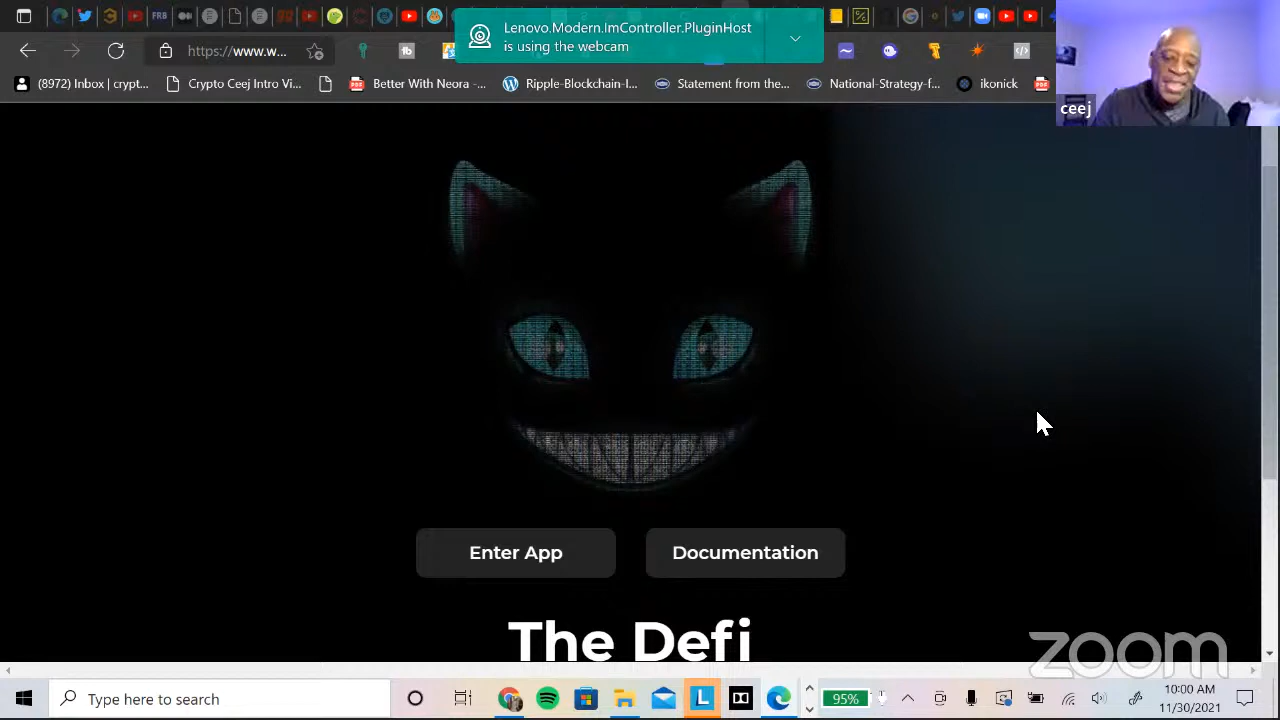 Lenovo.Modern.ImController.PluginHost
is using the webcam
https://www.w...
(8972) Inbox | crypt...
Crypto Ceej Intro Vi...
Better With Neora-...
Ripple-Blockchain-I...
Statement from the...
National-Strategy-f...
ikonick
ceej
Enter App
Documentation
The Defi
zoom
Type here to search
95%
10:00 AM
11/30/2021